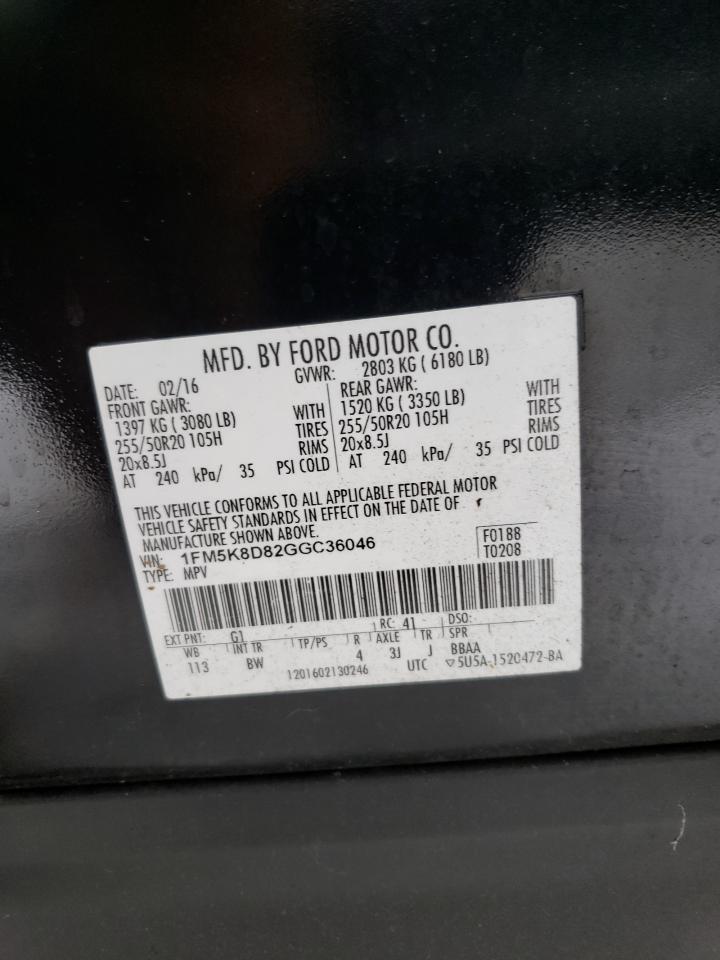 MFD. BY FORD MOTOR CO.
DATE: 02/16 GVWR: 2803 KG ( 6180 LB)
FRONT GAWR: REAR GAWR:
1397 KG ( 3080 LB) WITH 1520 KG ( 3350 LB) WITH
255/50R20 105H TIRES 255/50R20 105H TIRES
20x8.5J RIMS 20x8.5J RIMS
AT 240 kPa/ 35 PSI COLD AT 240 kPa/ 35 PSI COLD
THIS VEHICLE CONFORMS TO ALL APPLICABLE FEDERAL MOTOR
VEHICLE SAFETY STANDARDS IN EFFECT ON THE DATE OF
MANUFACTURE SHOWN ABOVE.
VIN: 1FM5K8D82GGC36046 F0188
TYPE: MPV T0208
EXT PNT: G1 RC: 41 DSO:
WB INT TR TP/PS R AXLE TR SPR
113 BW 4 3J J BBAA
1201602130246 UTC ▽5U5A-1520472-BA